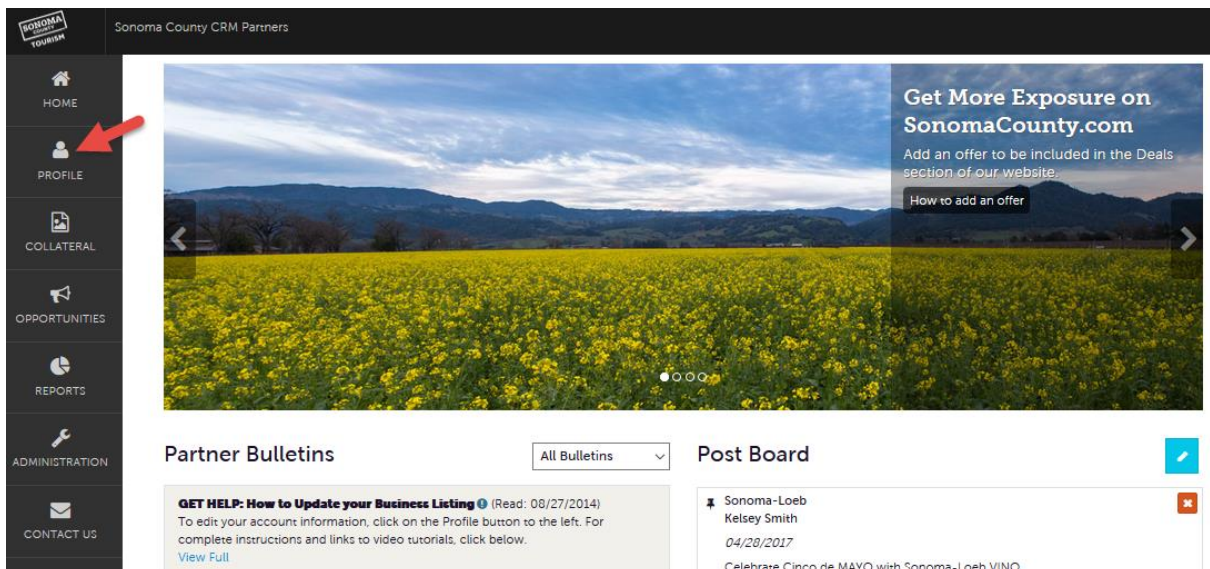 SONOMA
COUNTY
TOURISM
Sonoma County CRM Partners
HOME
PROFILE
COLLATERAL
OPPORTUNITIES
REPORTS
ADMINISTRATION
CONTACT US
Get More Exposure on
SonomaCounty.com
Add an offer to be included in the Deals
section of our website.
How to add an offer
Partner Bulletins
All Bulletins
GET HELP: How to Update your Business Listing (Read: 08/27/2014)
To edit your account information, click on the Profile button to the left. For
complete instructions and links to video tutorials, click below.
View Full
Post Board
Sonoma-Loeb
Kelsey Smith
04/28/2017
Celebrate Cinco de MAYO with Sonoma-Loeb VINO